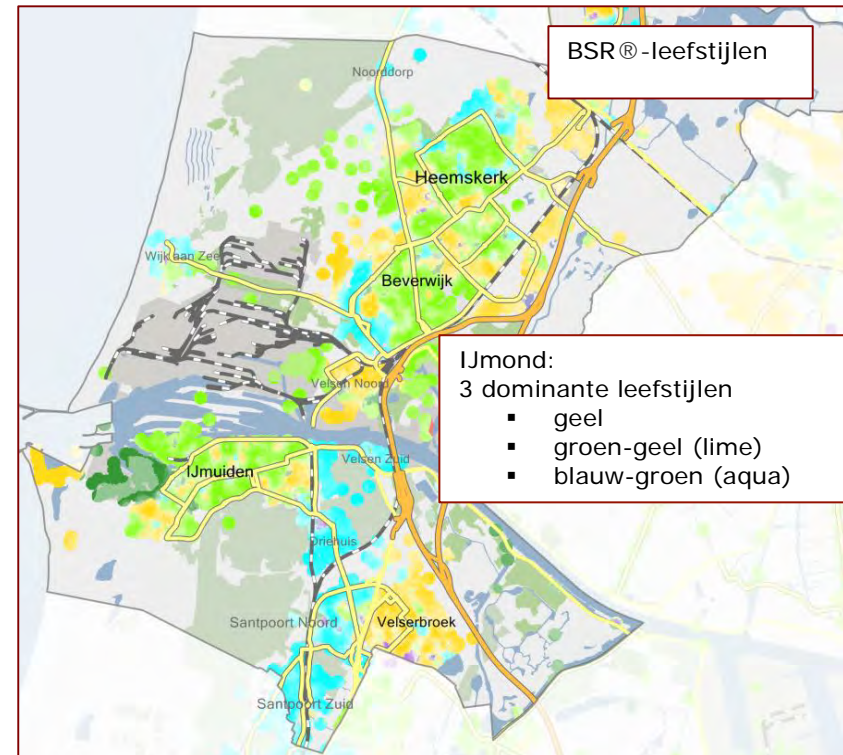 BSR®-leefstijlen
Noorddorp
Heemskerk
Wijk aan Zee
Beverwijk
IJmond:
3 dominante leefstijlen
▪ geel
▪ groen-geel (lime)
▪ blauw-groen (aqua)
Velsen Noord
Velsen Zuid
IJmuiden
Driehuis
Santpoort Noord
Velserbroek
Santpoort Zuid